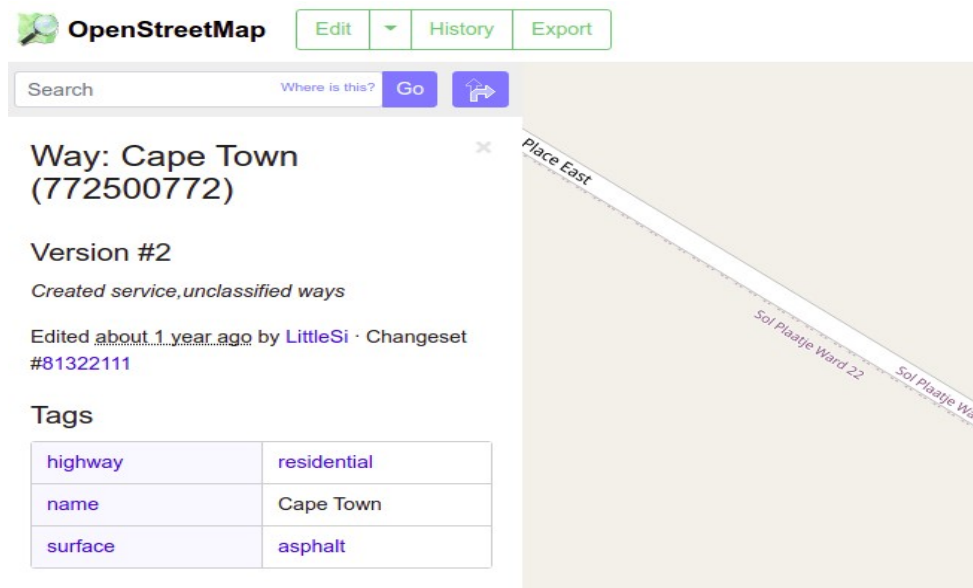 OpenStreetMap
Edit
History
Export
Search
Where is this?
Go
Way: Cape Town
(772500772)
Version #2
Created service,unclassified ways
Edited about 1 year ago by LittleSi · Changeset
#81322111
Tags
highway residential
name Cape Town
surface asphalt
Place East
Sol Plaatje Ward 22
Sol Plaatje Wa